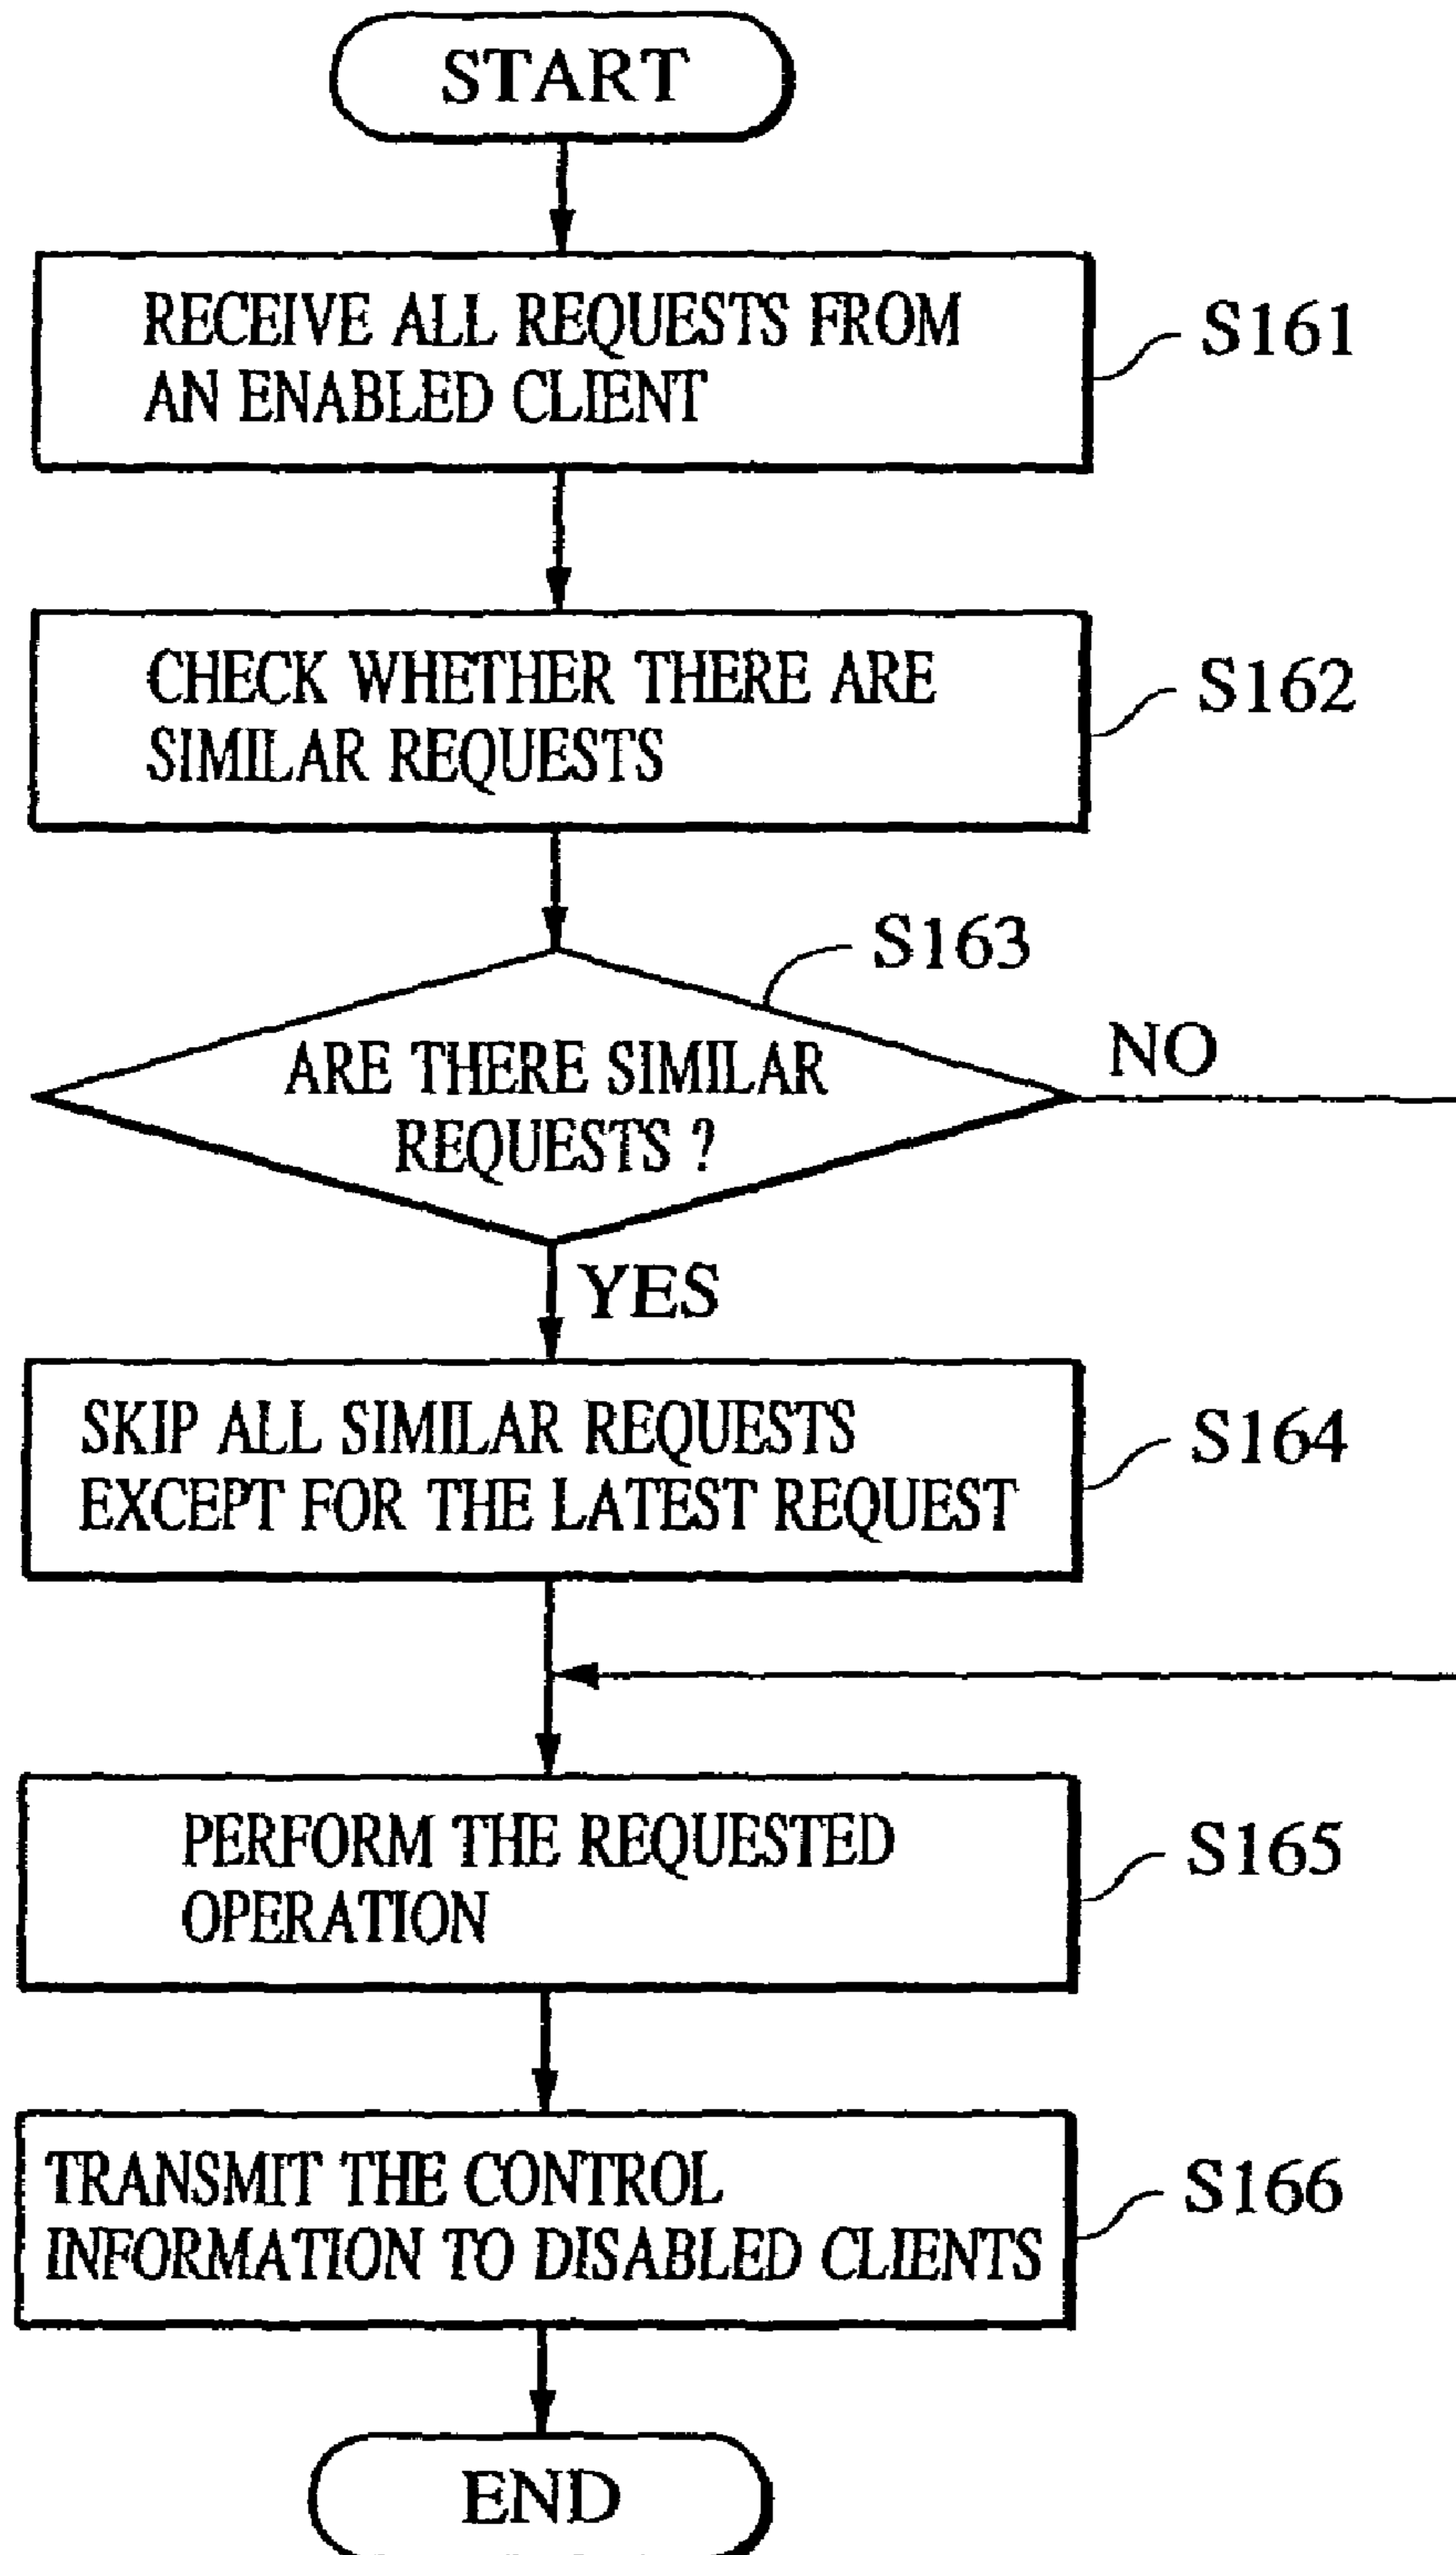 START
RECEIVE ALL REQUESTS FROM
AN ENABLED CLIENT
S161
CHECK WHETHER THERE ARE
SIMILAR REQUESTS
S162
S163
ARE THERE SIMILAR
REQUESTS ?
NO
YES
SKIP ALL SIMILAR REQUESTS
EXCEPT FOR THE LATEST REQUEST
S164
PERFORM THE REQUESTED
OPERATION
S165
TRANSMIT THE CONTROL
INFORMATION TO DISABLED CLIENTS
S166
END